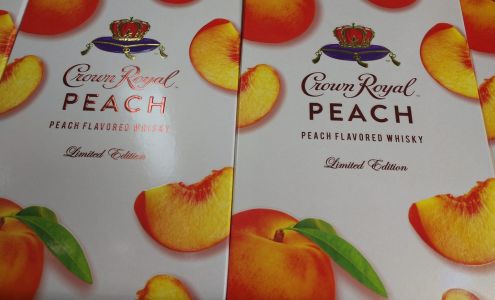 Crown Royal
PEACH
PEACH FLAVORED WHISKY
Limited Edition
Crown Royal
PEACH
PEACH FLAVORED WHISKY
Limited Edition